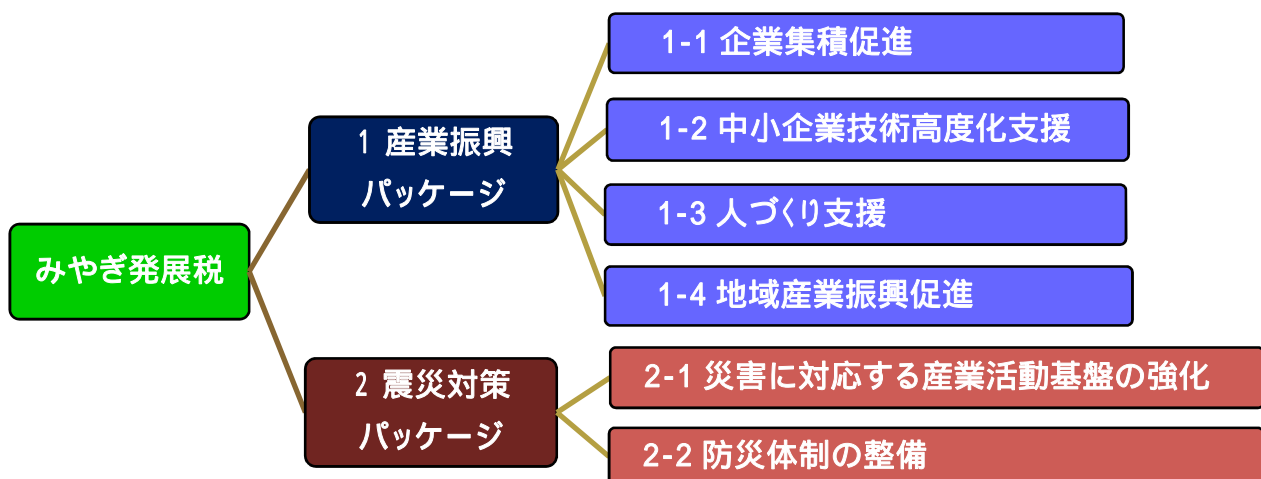 みやぎ発展税
1 産業振興
パッケージ
1-1 企業集積促進
1-2 中小企業技術高度化支援
1-3 人づくり支援
1-4 地域産業振興促進
2 震災対策
パッケージ
2-1 災害に対応する産業活動基盤の強化
2-2 防災体制の整備